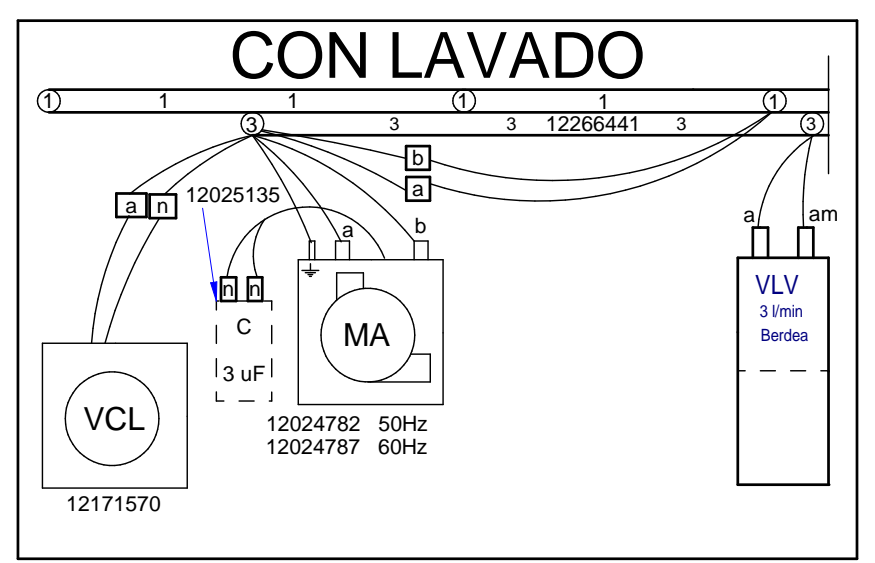 CON LAVADO
1 1 1 1 1 1
3 3 3 12266441 3 3
b
a
a n
12025135
a b
a am
n n
C
3 uF
MA
VLV
3 l/min
Berdea
VCL
12024782 50Hz
12024787 60Hz
12171570